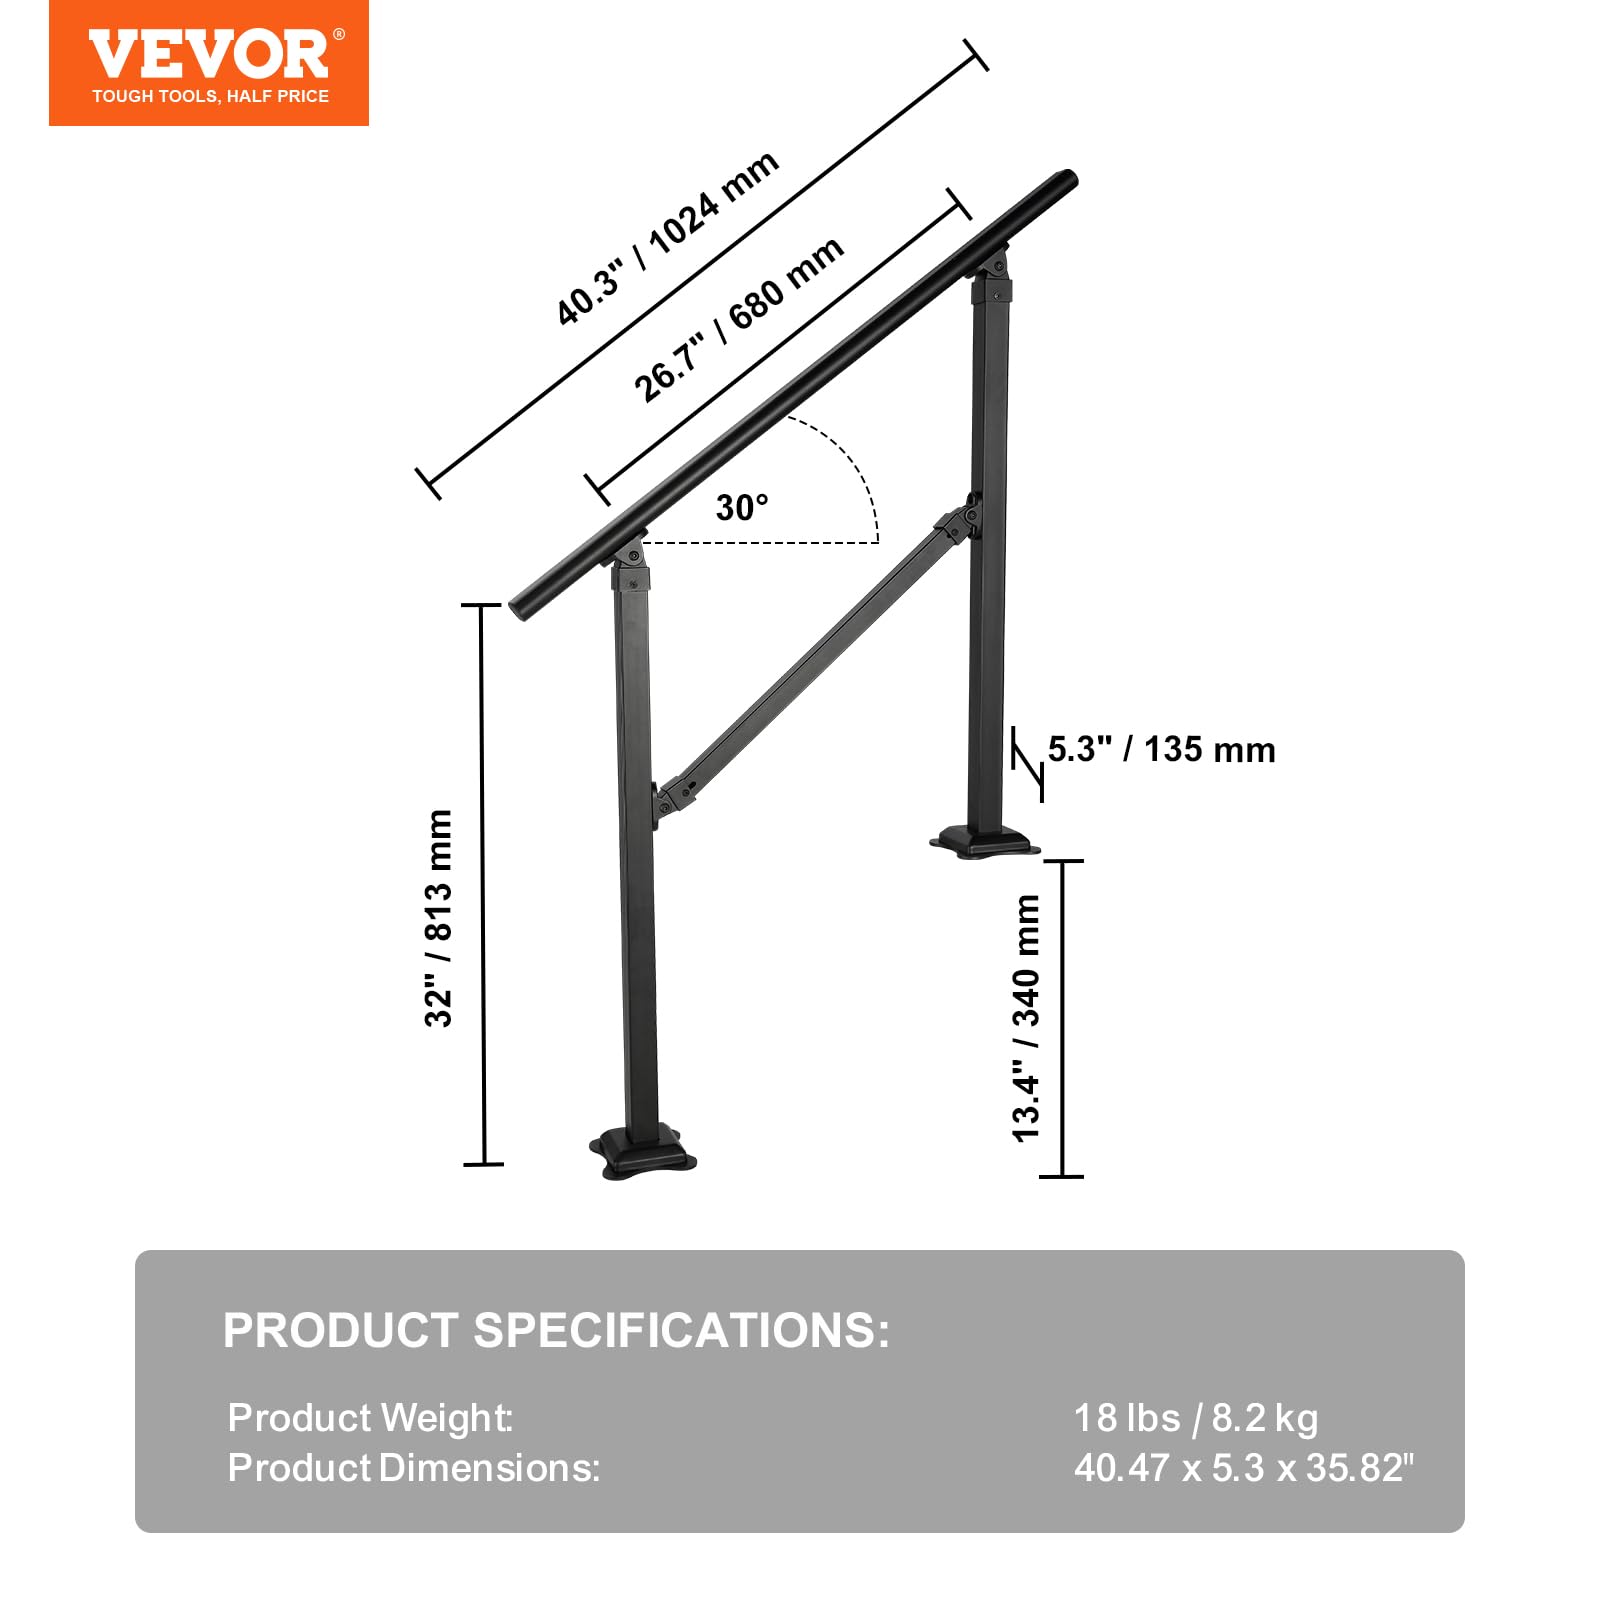 VEVOR®
TOUGH TOOLS, HALF PRICE
40.3" / 1024 mm
26.7" / 680 mm
30°
5.3" / 135 mm
32" / 813 mm
13.4" / 340 mm
PRODUCT SPECIFICATIONS:
Product Weight: 18 lbs / 8.2 kg
Product Dimensions: 40.47 x 5.3 x 35.82"